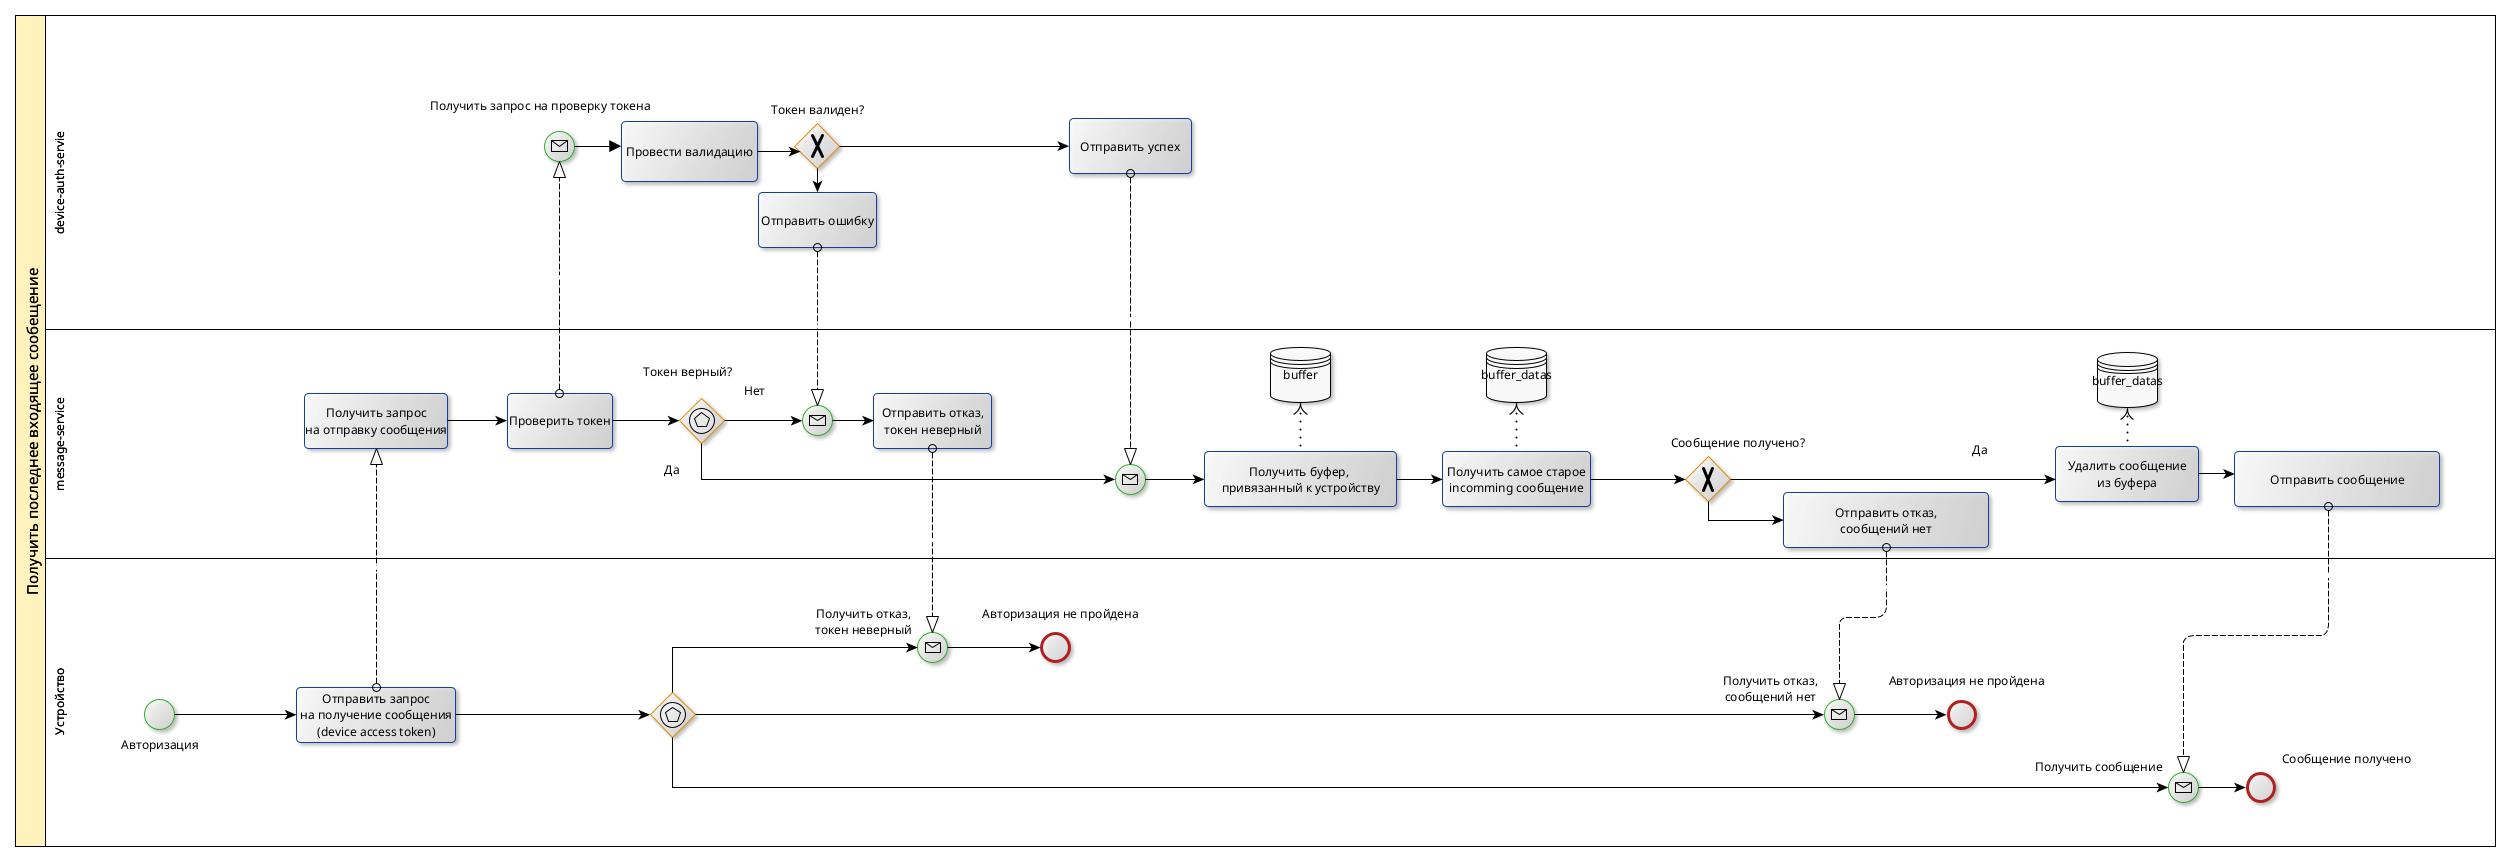 Получить последнее входящее сообещение
device-auth-servie
Получить запрос на проверку токена
Токен валиден?
Провести валидацию
Отправить успех
Отправить ошибку
message-service
Токен верный?
Нет
Да
Получить запрос
на отправку сообщения
Проверить токен
Отправить отказ,
токен неверный
buffer
buffer_datas
buffer_datas
Получить буфер,
привязанный к устройству
Получить самое старое
incomming сообщение
Сообщение получено?
Да
Удалить сообщение
из буфера
Отправить сообщение
Отправить отказ,
сообщений нет
Устройство
Авторизация
Отправить запрос
на получение сообщения
(device access token)
Получить отказ,
токен неверный
Авторизация не пройдена
Получить отказ,
сообщений нет
Авторизация не пройдена
Получить сообщение
Сообщение получено